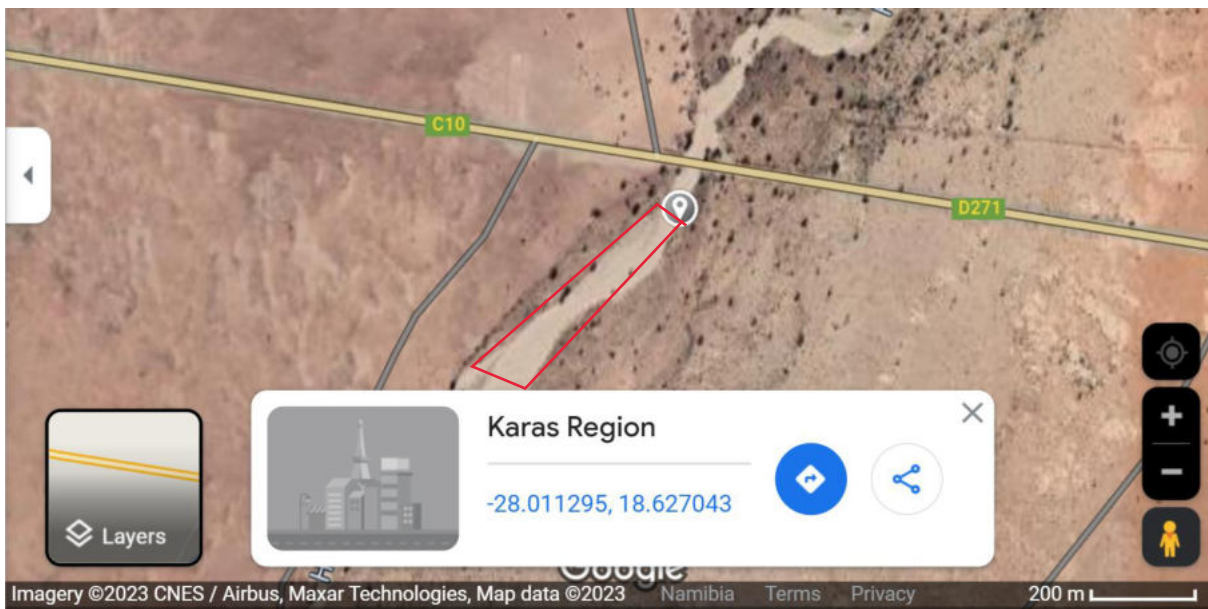 C10
D271
Karas Region
-28.011295, 18.627043
Layers
Google
Imagery ©2023 CNES / Airbus, Maxar Technologies, Map data ©2023 Namibia Terms Privacy 200 m